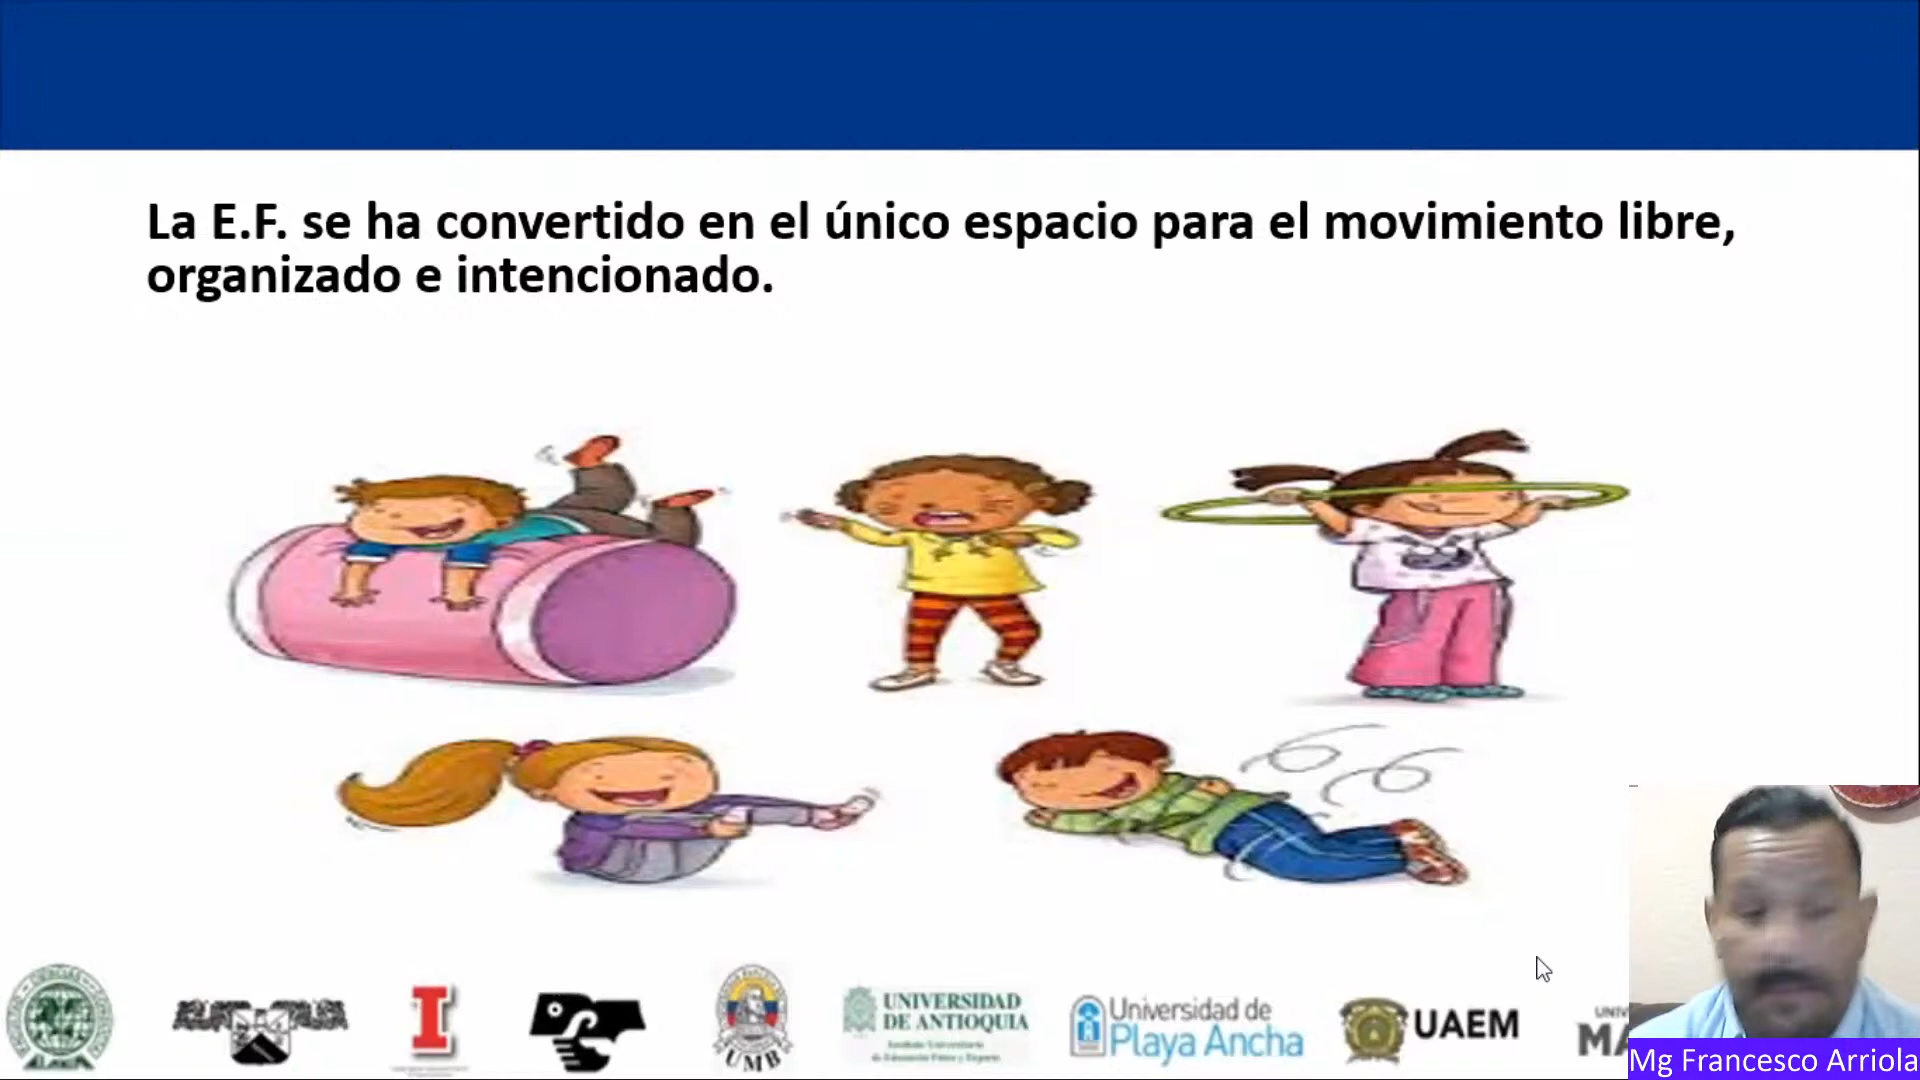 La E.F. se ha convertido en el único espacio para el movimiento libre,
organizado e intencionado.
UMB
UNIVERSIDAD
DE ANTIOQUIA
Universidad de
Playa Ancha
UAEM
Mg Francesco Arriola